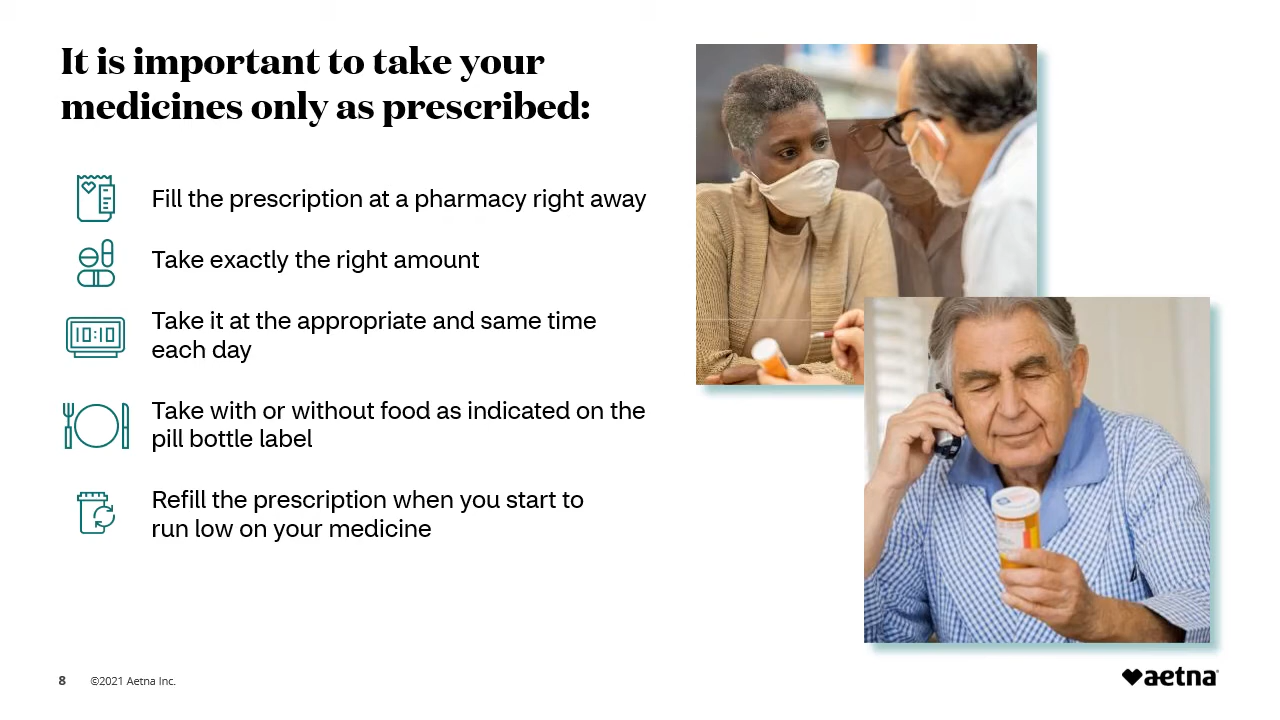 It is important to take your
medicines only as prescribed:
Fill the prescription at a pharmacy right away
Take exactly the right amount
10:10
Take it at the appropriate and same time
each day
Take with or without food as indicated on the
pill bottle label
Refill the prescription when you start to
run low on your medicine
8 ©2021 Aetna Inc.
aetna